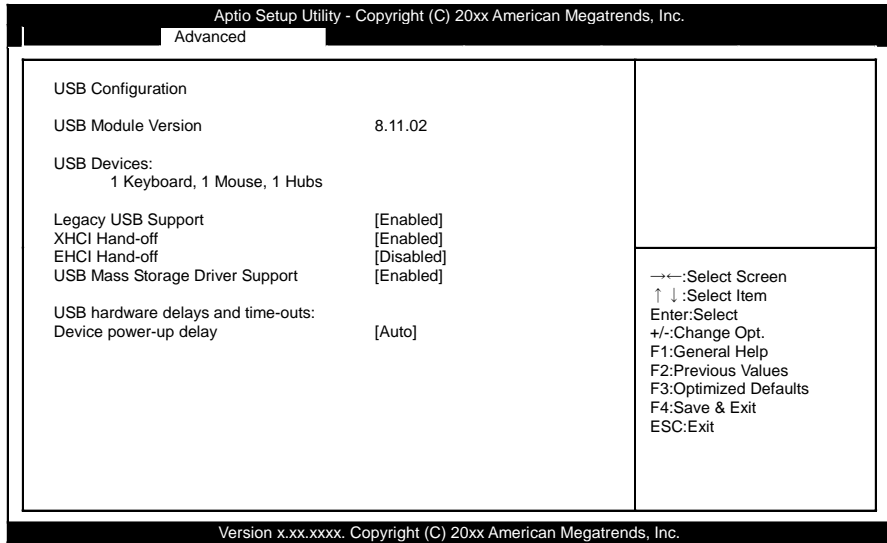 Aptio Setup Utility - Copyright (C) 20xx American Megatrends, Inc.
Advanced
USB Configuration
USB Module Version 8.11.02
USB Devices:
1 Keyboard, 1 Mouse, 1 Hubs
Legacy USB Support [Enabled]
XHCI Hand-off [Enabled]
EHCI Hand-off [Disabled]
USB Mass Storage Driver Support [Enabled]
USB hardware delays and time-outs:
Device power-up delay [Auto]
→←:Select Screen
↑↓:Select Item
Enter:Select
+/-:Change Opt.
F1:General Help
F2:Previous Values
F3:Optimized Defaults
F4:Save & Exit
ESC:Exit
Version x.xx.xxxx. Copyright (C) 20xx American Megatrends, Inc.